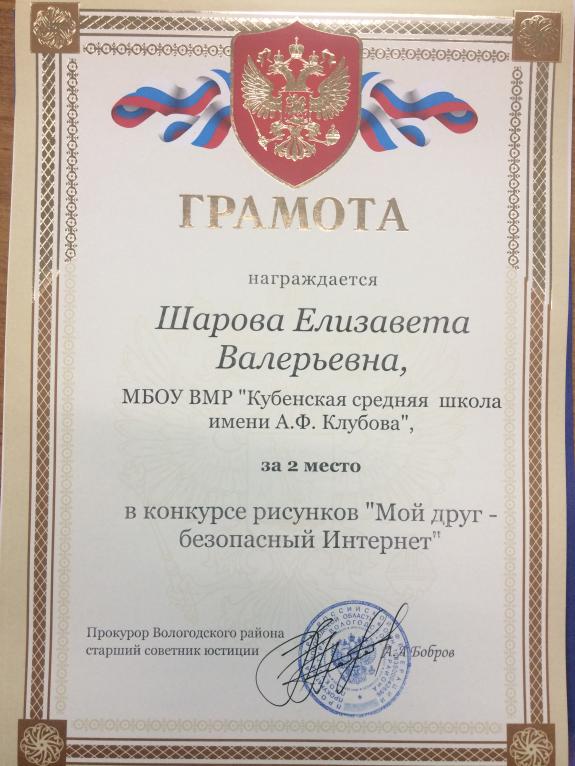 ГРАМОТА
награждается
Шарова Елизавета
Валерьевна,
МБОУ ВМР "Кубенская средняя школа
имени А.Ф. Клубова",
за 2 место
в конкурсе рисунков "Мой друг -
безопасный Интернет"
Прокурор Вологодского района
старший советник юстиции
А.А Бобров